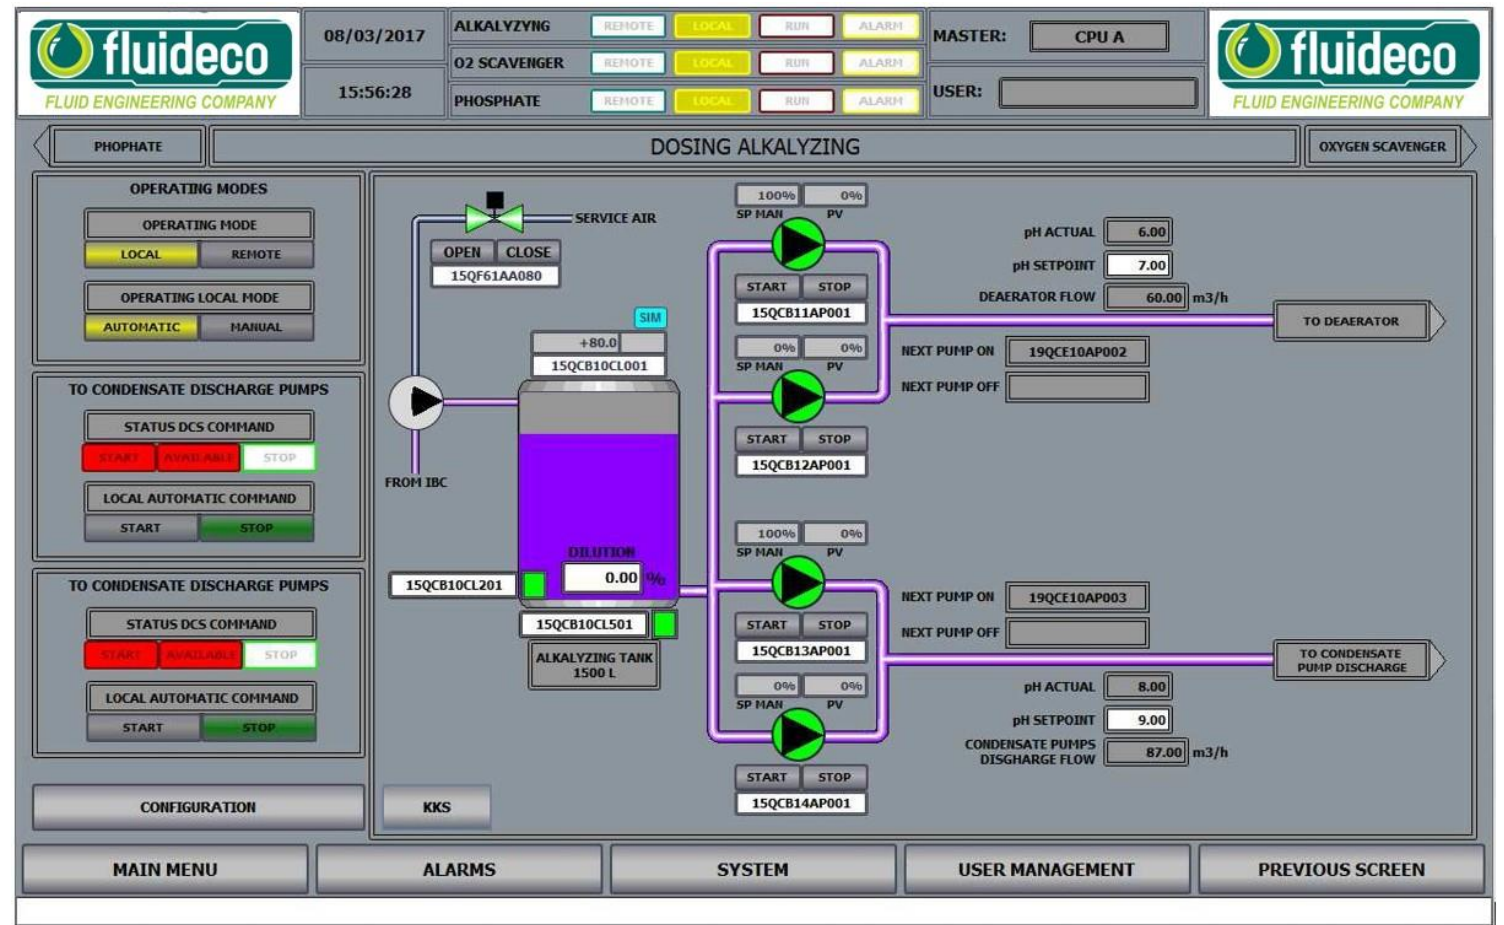 fluideco
FLUID ENGINEERING COMPANY
08/03/2017
15:56:28
ALKALYZYNG REMOTE LOCAL RUN ALARM
O2 SCAVENGER REMOTE LOCAL RUN ALARM
PHOSPHATE REMOTE LOCAL RUN ALARM
MASTER: CPU A
USER:
fluideco
FLUID ENGINEERING COMPANY
PHOPHATE
DOSING ALKALYZING
OXYGEN SCAVENGER
OPERATING MODES
OPERATING MODE
LOCAL REMOTE
OPERATING LOCAL MODE
AUTOMATIC MANUAL
TO CONDENSATE DISCHARGE PUMPS
STATUS DCS COMMAND
START AVAILABLE STOP
LOCAL AUTOMATIC COMMAND
START STOP
TO CONDENSATE DISCHARGE PUMPS
STATUS DCS COMMAND
START AVAILABLE STOP
LOCAL AUTOMATIC COMMAND
START STOP
CONFIGURATION
SERVICE AIR
OPEN CLOSE
15QF61AA080
SIM
+80.0
15QCB10CL001
FROM IBC
DILUTION
0.00 %
15QCB10CL201
15QCB10CL501
ALKALYZING TANK
1500 L
KKS
100% 0%
SP MAN PV
START STOP
15QCB11AP001
0% 0%
SP MAN PV
START STOP
15QCB12AP001
100% 0%
SP MAN PV
START STOP
15QCB13AP001
0% 0%
SP MAN PV
START STOP
15QCB14AP001
pH ACTUAL 6.00
pH SETPOINT 7.00
DEAERATOR FLOW 60.00 m3/h
TO DEAERATOR
NEXT PUMP ON 19QCE10AP002
NEXT PUMP OFF
NEXT PUMP ON 19QCE10AP003
NEXT PUMP OFF
TO CONDENSATE
PUMP DISCHARGE
pH ACTUAL 8.00
pH SETPOINT 9.00
CONDENSATE PUMPS
DISGHARGE FLOW 87.00 m3/h
MAIN MENU
ALARMS
SYSTEM
USER MANAGEMENT
PREVIOUS SCREEN